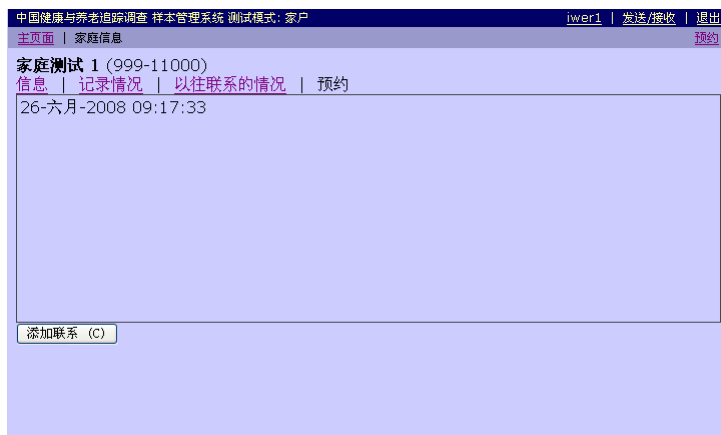 中国健康与养老追踪调查 样本管理系统 测试模式: 家户 iwer1 | 发送/接收 | 退出
主页面 | 家庭信息 预约
家庭测试 1 (999-11000)
信息 | 记录情况 | 以往联系的情况 | 预约
26-六月-2008 09:17:33
添加联系 (C)